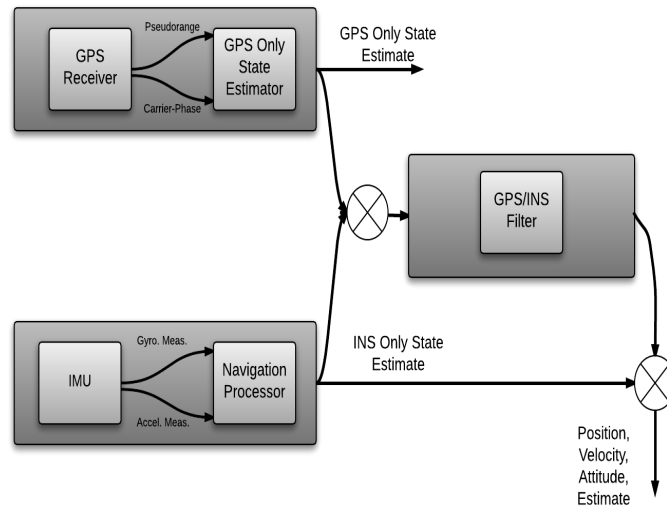 Pseudorange
GPS
Receiver
GPS Only
State
Estimator
Carrier-Phase
GPS Only State
Estimate
GPS/INS
Filter
Gyro. Meas.
IMU
Navigation
Processor
Accel. Meas.
INS Only State
Estimate
Position,
Velocity,
Attitude,
Estimate